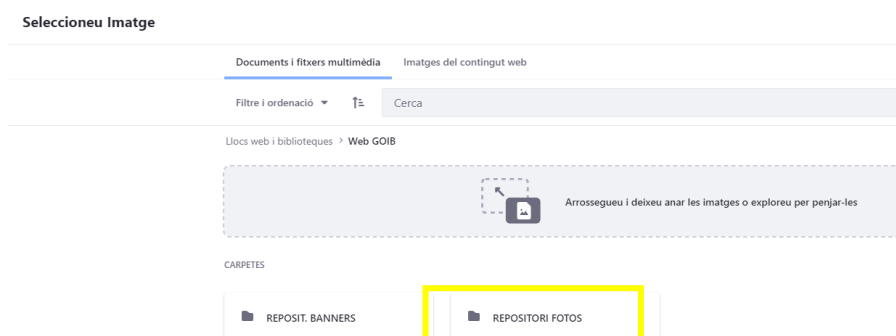 Seleccioneu Imatge
Documents i fitxers multimèdia Imatges del contingut web
Filtre i ordenació Cerca
Llocs web i biblioteques > Web GOIB
Arrossegueu i deixeu anar les imatges o exploreu per penjar-les
CARPETES
REPOSIT. BANNERS REPOSITORI FOTOS